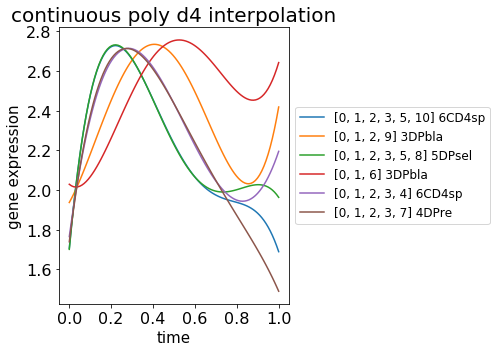 continuous poly d4 interpolation
2.8
2.6
2.4
2.2
2.0
1.8
1.6
gene expression
0.0 0.2 0.4 0.6 0.8 1.0
time
[0, 1, 2, 3, 5, 10] 6CD4sp
[0, 1, 2, 9] 3DPbla
[0, 1, 2, 3, 5, 8] 5DPsel
[0, 1, 6] 3DPbla
[0, 1, 2, 3, 4] 6CD4sp
[0, 1, 2, 3, 7] 4DPre